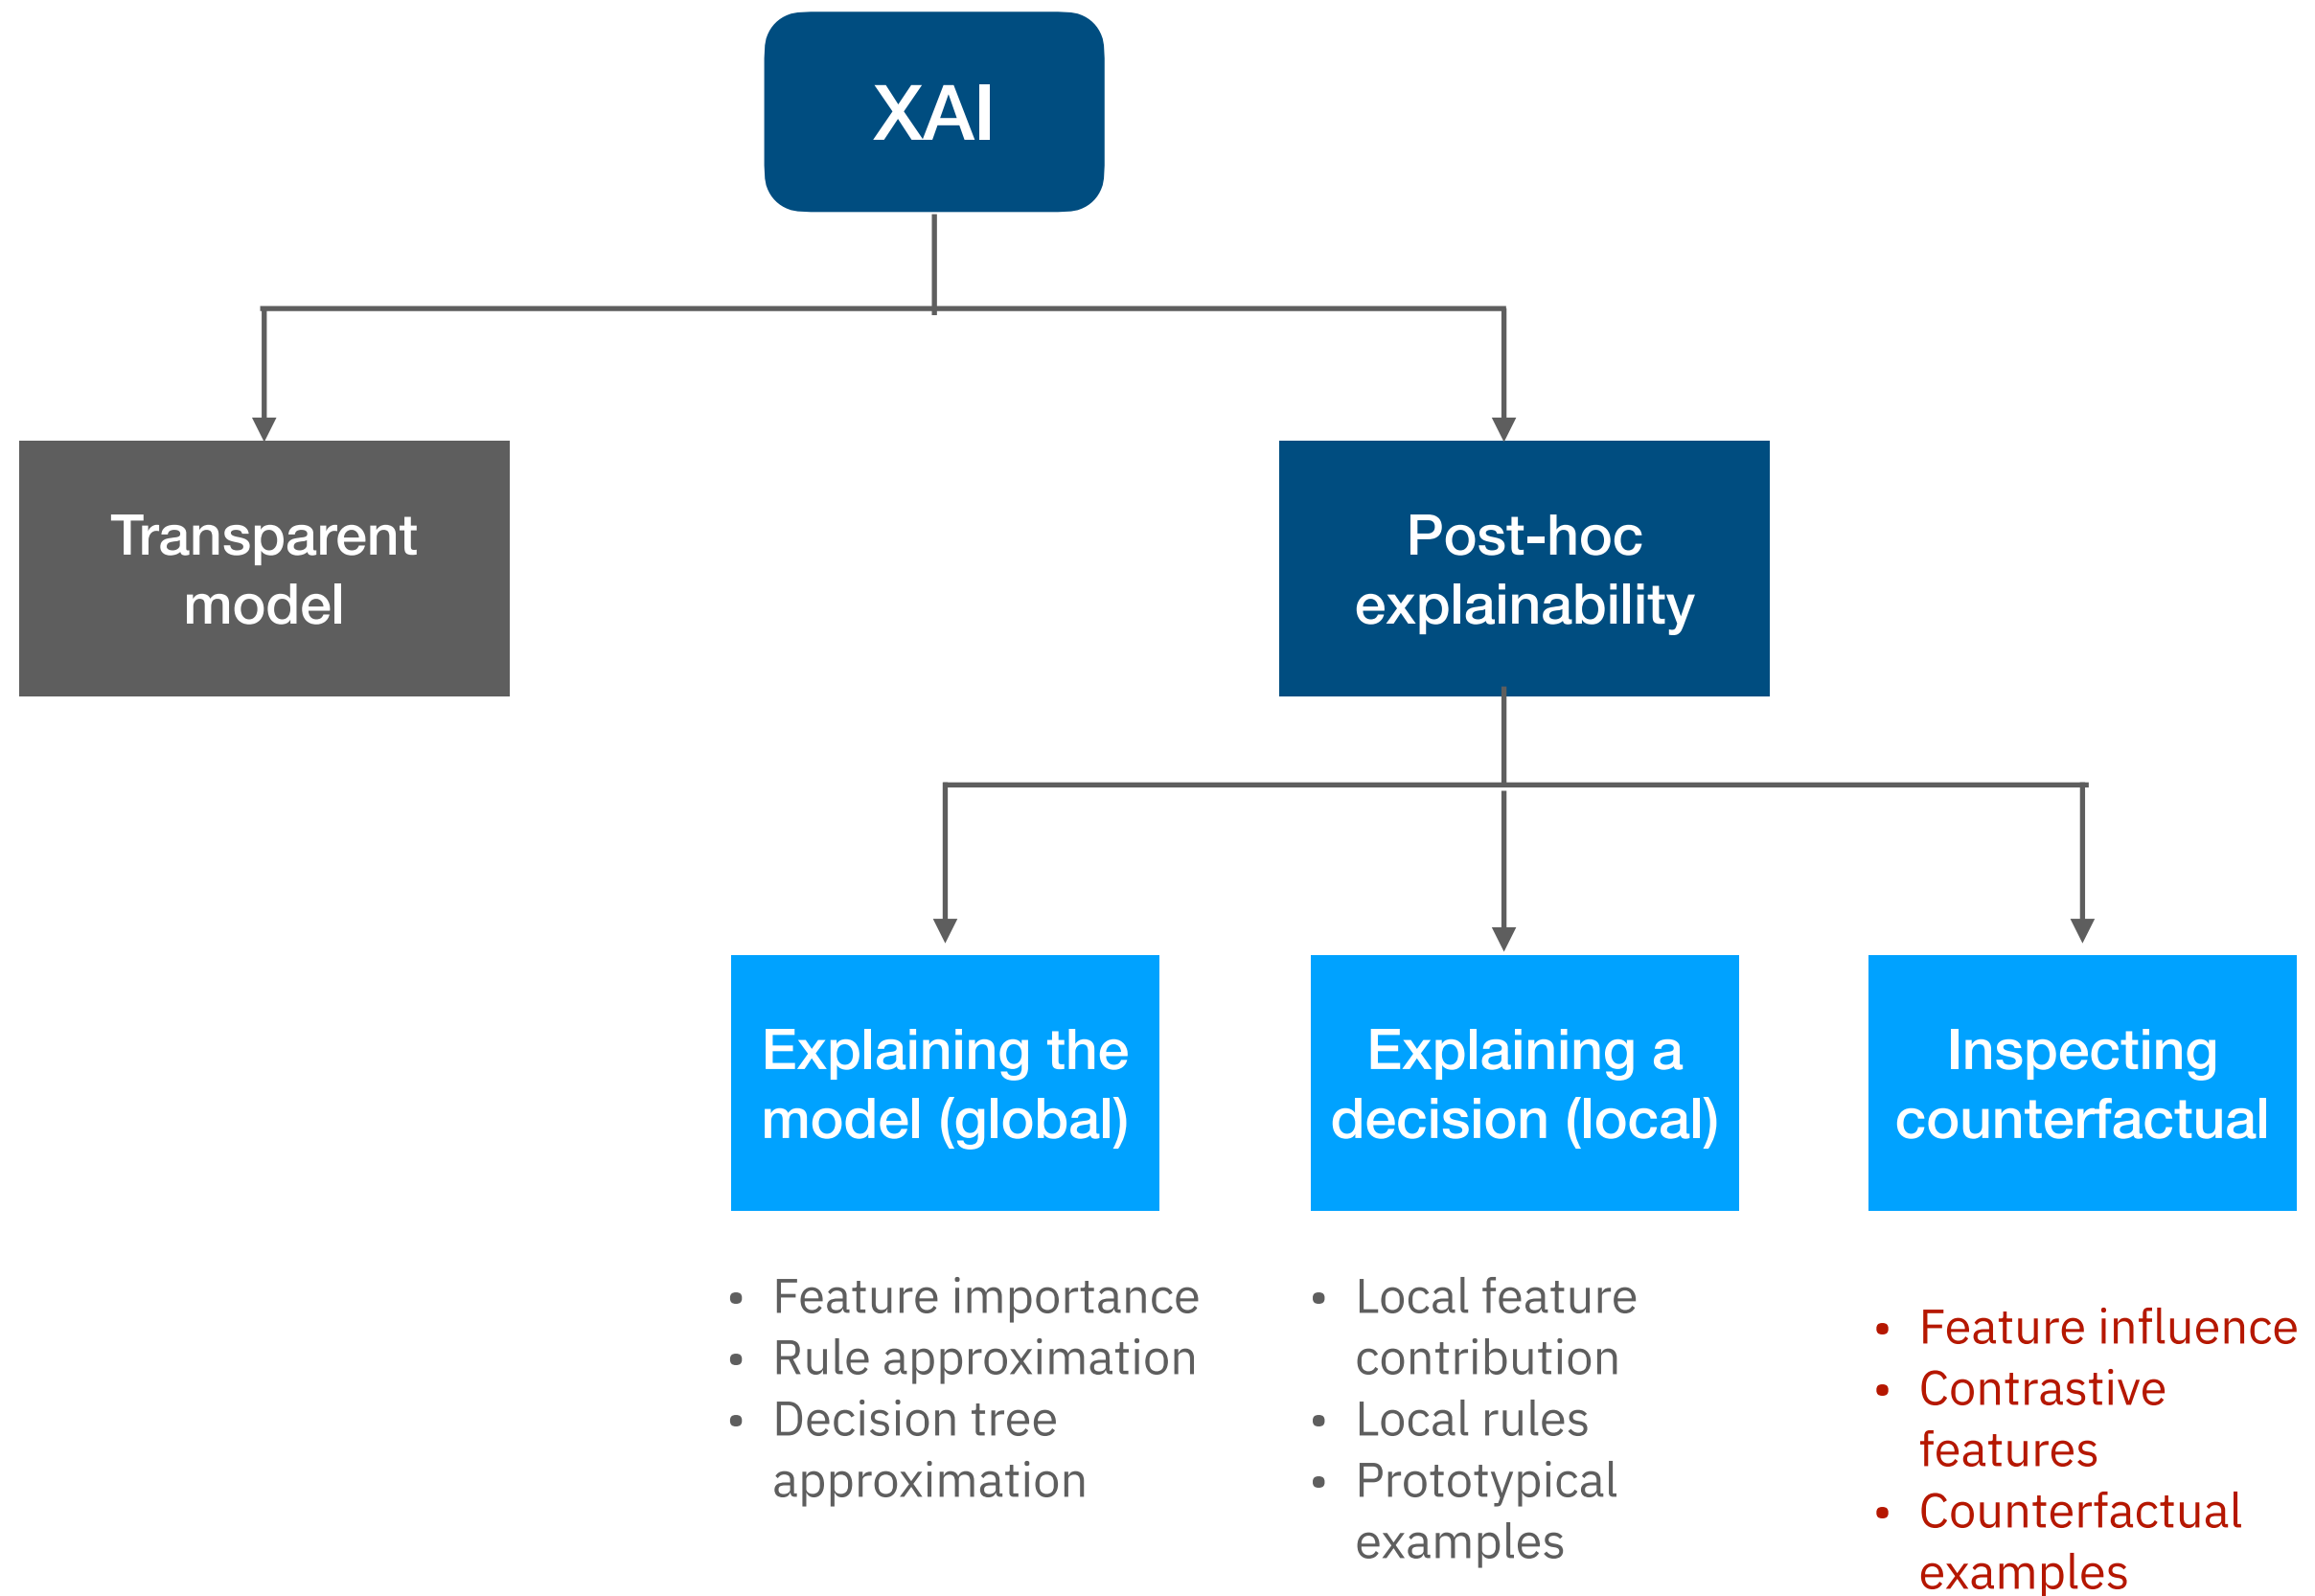 XAI
Transparent
model
Post-hoc
explainability
Explaining the
model (global)
Explaining a
decision (local)
Inspecting
counterfactual
• Feature importance
• Rule approximation
• Decision tree
approximation
• Local feature
contribution
• Local rules
• Prototypical
examples
• Feature influence
• Contrastive
features
• Counterfactual
examples